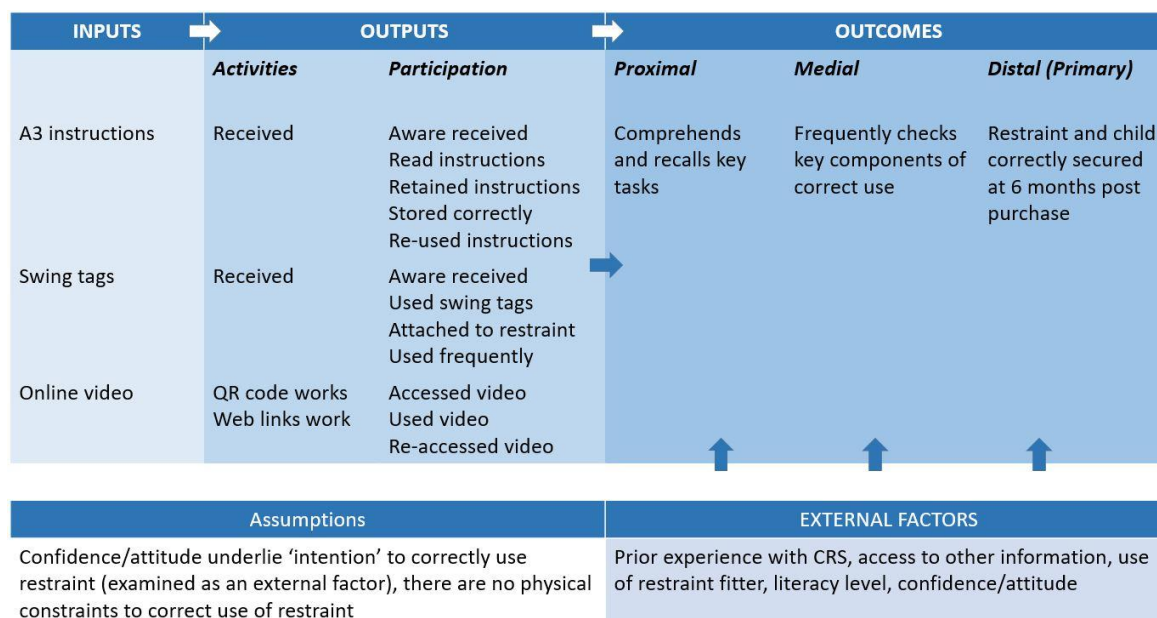 INPUTS
OUTPUTS
OUTCOMES
Activities
Participation
Proximal
Medial
Distal (Primary)
A3 instructions
Received
Aware received
Read instructions
Retained instructions
Stored correctly
Re-used instructions
Comprehends
and recalls key
tasks
Frequently checks
key components of
correct use
Restraint and child
correctly secured
at 6 months post
purchase
Swing tags
Received
Aware received
Used swing tags
Attached to restraint
Used frequently
Online video
QR code works
Web links work
Accessed video
Used video
Re-accessed video
Assumptions
Confidence/attitude underlie ‘intention’ to correctly use
restraint (examined as an external factor), there are no physical
constraints to correct use of restraint
EXTERNAL FACTORS
Prior experience with CRS, access to other information, use
of restraint fitter, literacy level, confidence/attitude